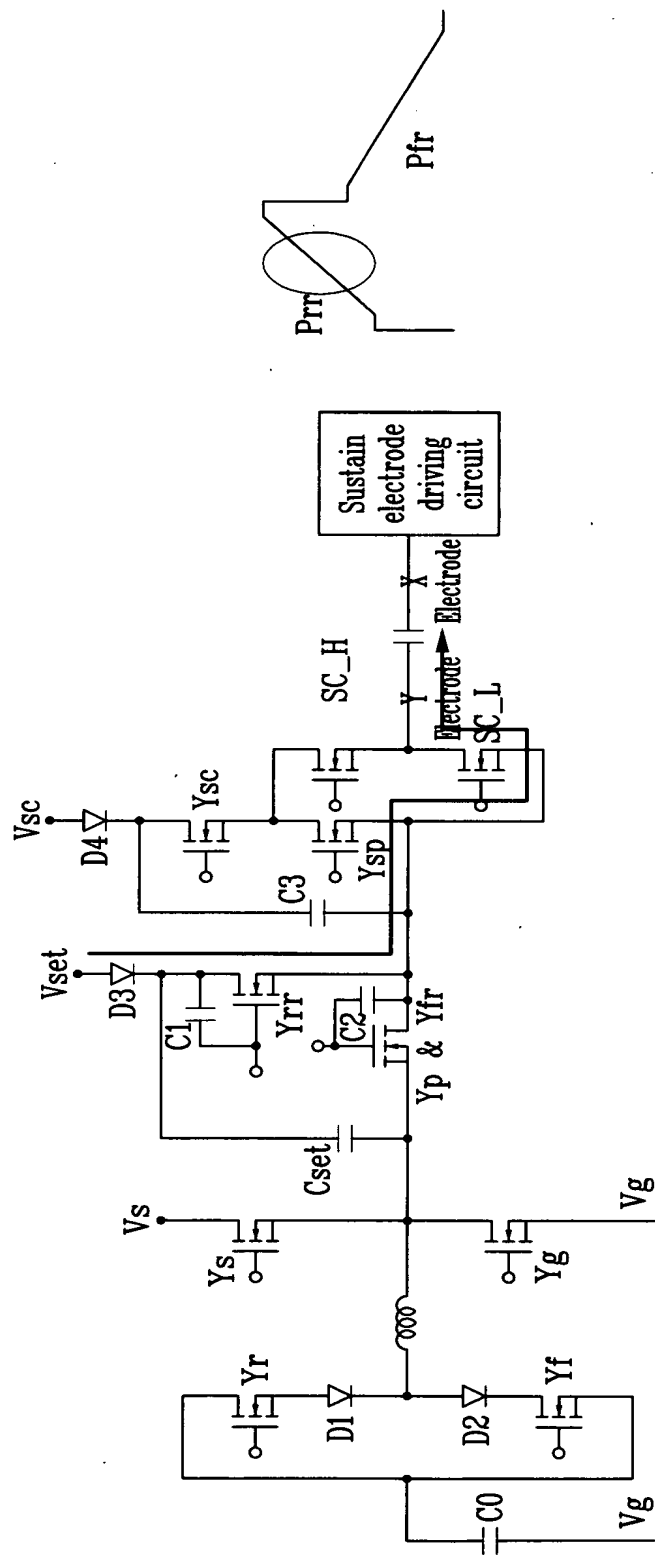 Vset
Vsc
D3
D4
Vs
C1
Yrr
C3
Ysc
SC_H
Cset
C2
Ysp
Yr
Ys
Yp & Yfr
Y
Electrode
X
Electrode
SC_L
Sustain
electrode
driving
circuit
D1
D2
Yf
Yg
C0
Vg
Vg
Prr
Pfr